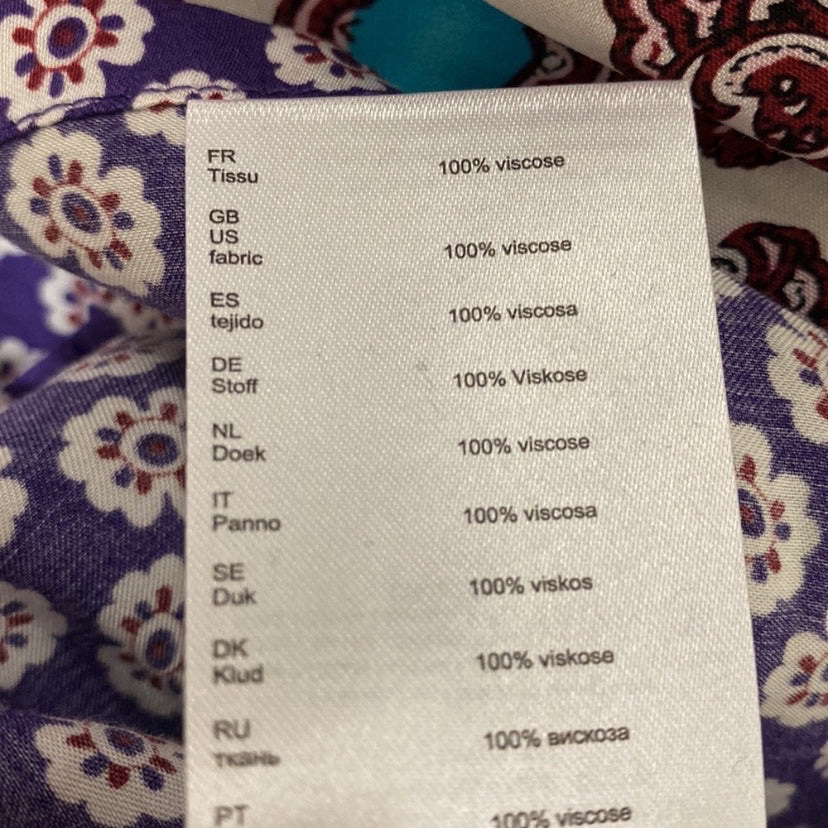 FR
Tissu 100% viscose
GB
US
fabric 100% viscose
ES
tejido 100% viscosa
DE
Stoff 100% Viskose
NL
Doek 100% viscose
IT
Panno 100% viscosa
SE
Duk 100% viskos
DK
Klud 100% viskose
RU
ткань 100% вискоза
PT 100% viscose